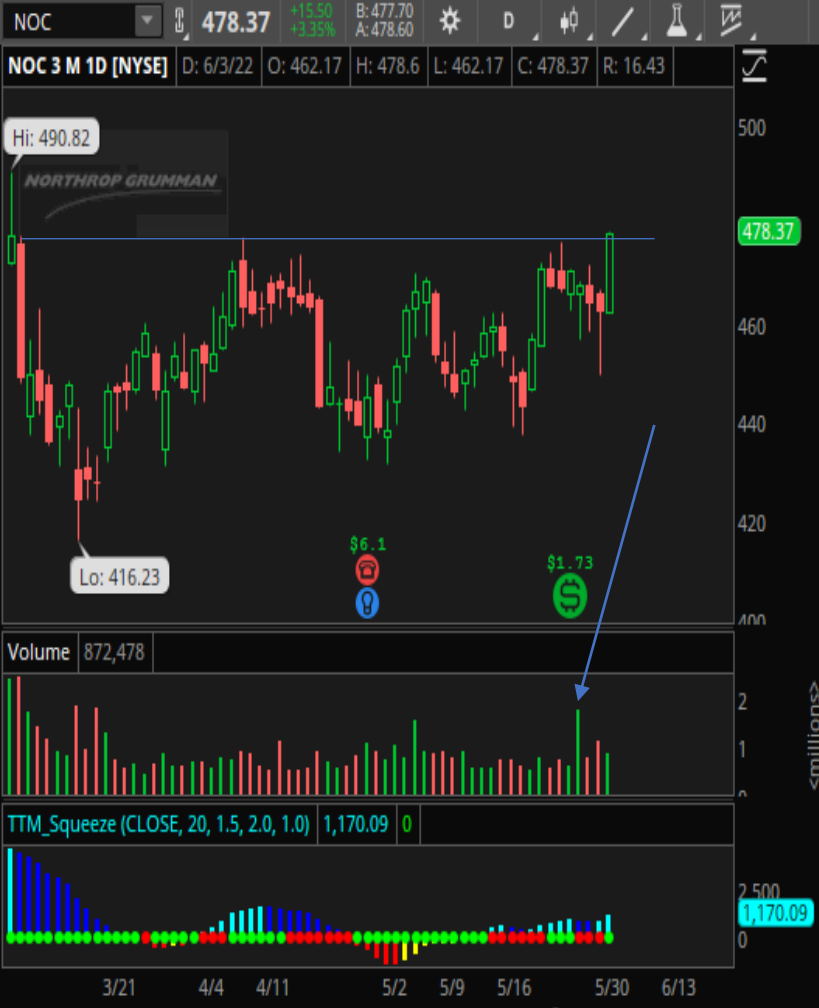 NOC
478.37
+15.50
+3.35%
B: 477.70
A: 478.60
D
NOC 3 M 1D [NYSE]
D: 6/3/22
O: 462.17
H: 478.6
L: 462.17
C: 478.37
R: 16.43
500
Hi: 490.82
NORTHROP GRUMMAN
478.37
460
440
420
$6.1
$1.73
Lo: 416.23
400
Volume
872,478
2
1
0
<millions>
TTM_Squeeze (CLOSE, 20, 1.5, 2.0, 1.0)
1,170.09
0
2,500
1,170.09
0
3/21
4/4
4/11
5/2
5/9
5/16
5/30
6/13